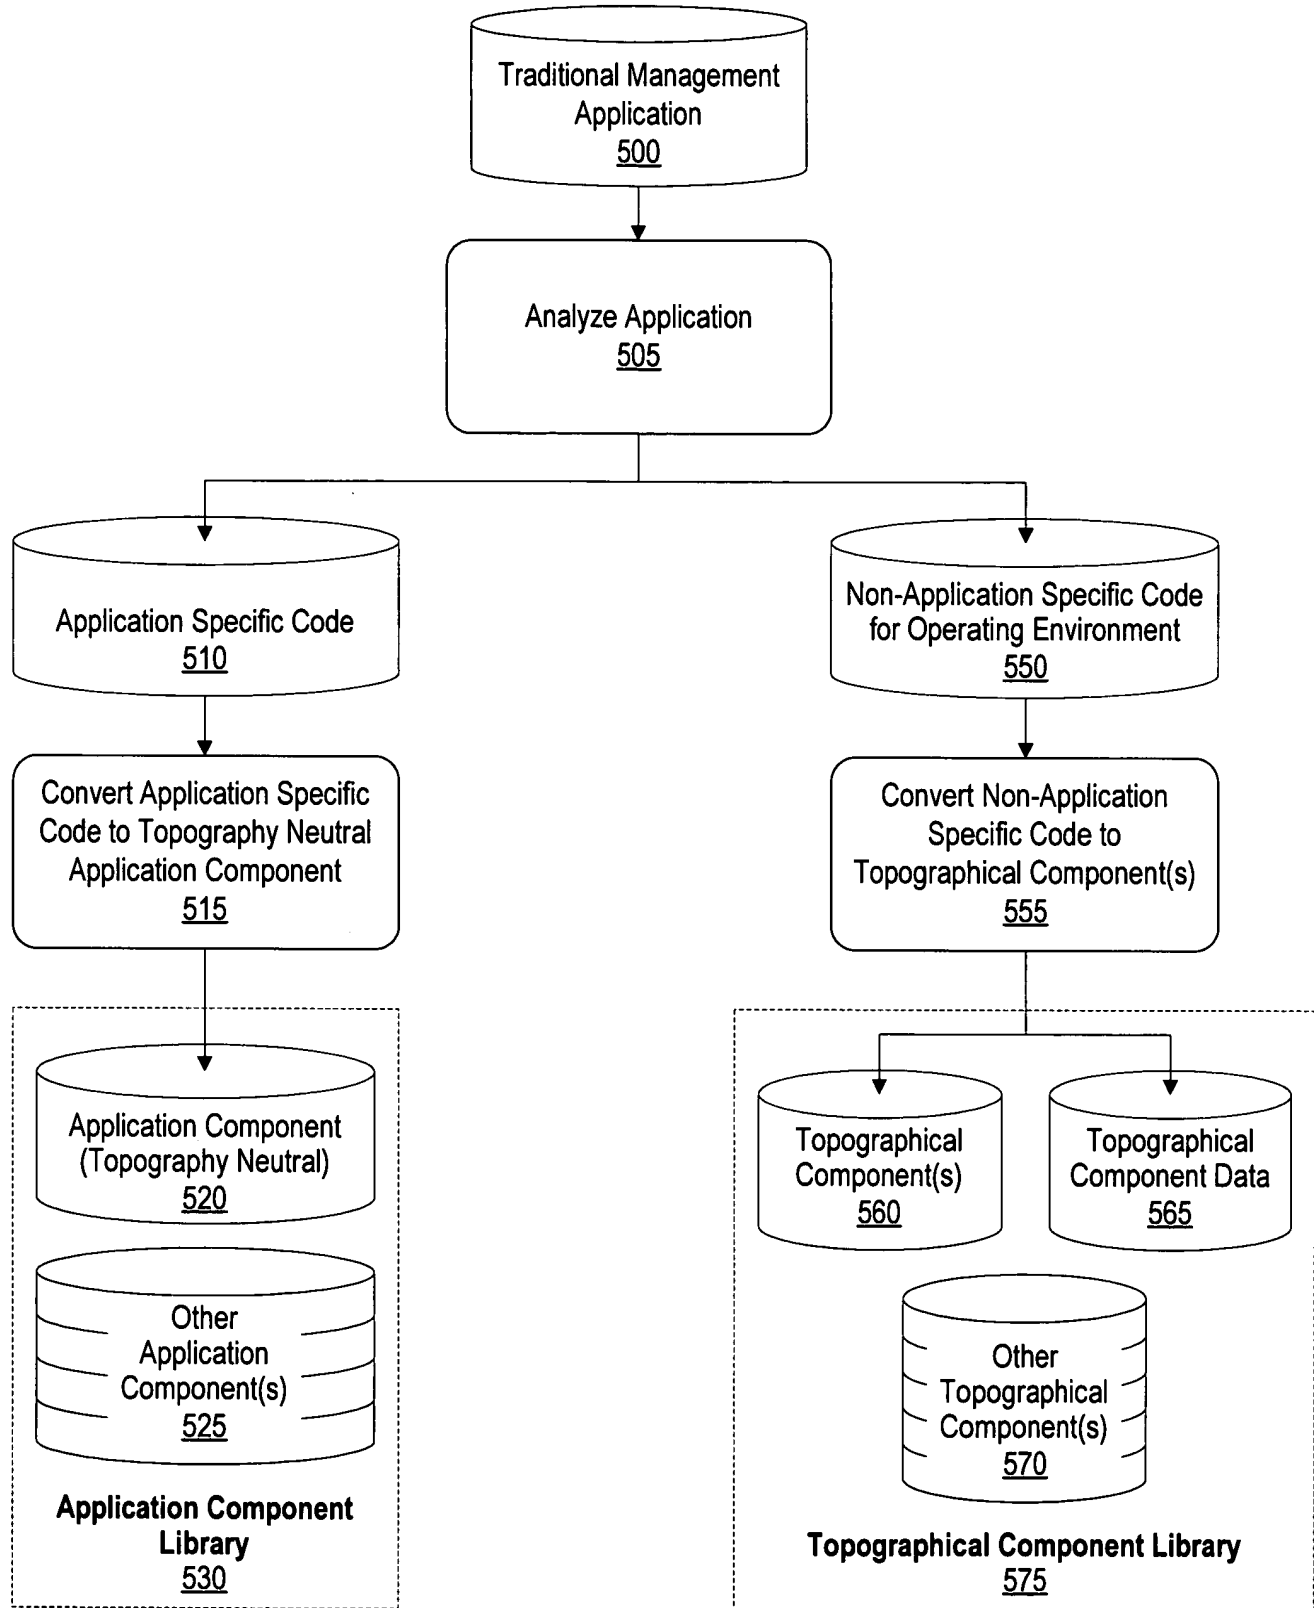 Traditional Management
Application
500
Analyze Application
505
Application Specific Code
510
Non-Application Specific Code
for Operating Environment
550
Convert Application Specific
Code to Topography Neutral
Application Component
515
Convert Non-Application
Specific Code to
Topographical Component(s)
555
Application Component
(Topography Neutral)
520
Other
Application
Component(s)
525
Application Component
Library
530
Topographical
Component(s)
560
Topographical
Component Data
565
Other
Topographical
Component(s)
570
Topographical Component Library
575